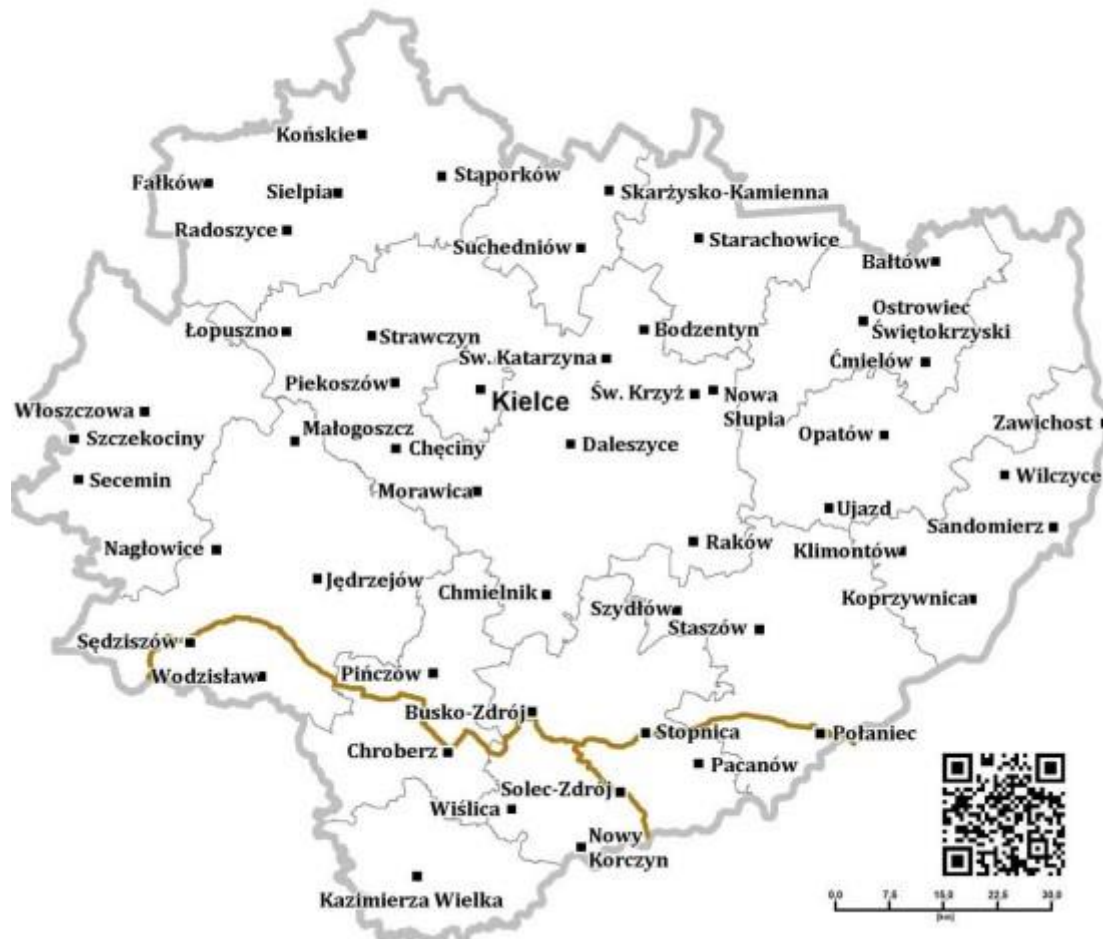 Końskie
Stąporków
Fałków
Sielpia
Skarżysko-Kamienna
Radoszyce
Starachowice
Suchedniów
Bałtów
Ostrowiec
Świętokrzyski
Łopuszno
Strawczyn
Bodzentyn
Św. Katarzyna
Ćmielów
Piekoszów
Kielce
Św. Krzyż
Nowa
Słupia
Włoszczowa
Małogoszcz
Zawichost
Szczekociny
Chęciny
Daleszyce
Opatów
Secemin
Morawica
Wilczyce
Ujazd
Sandomierz
Nagłowice
Raków
Klimontów
Jędrzejów
Chmielnik
Szydłów
Koprzywnica
Staszów
Sędziszów
Wodzisław
Pińczów
Busko-Zdrój
Stopnica
Połaniec
Chroberz
Pacanów
Solec-Zdrój
Wiślica
Nowy
Korczyn
Kazimierza Wielka
0,0 7,5 15,0 22,5 30,0
[km]